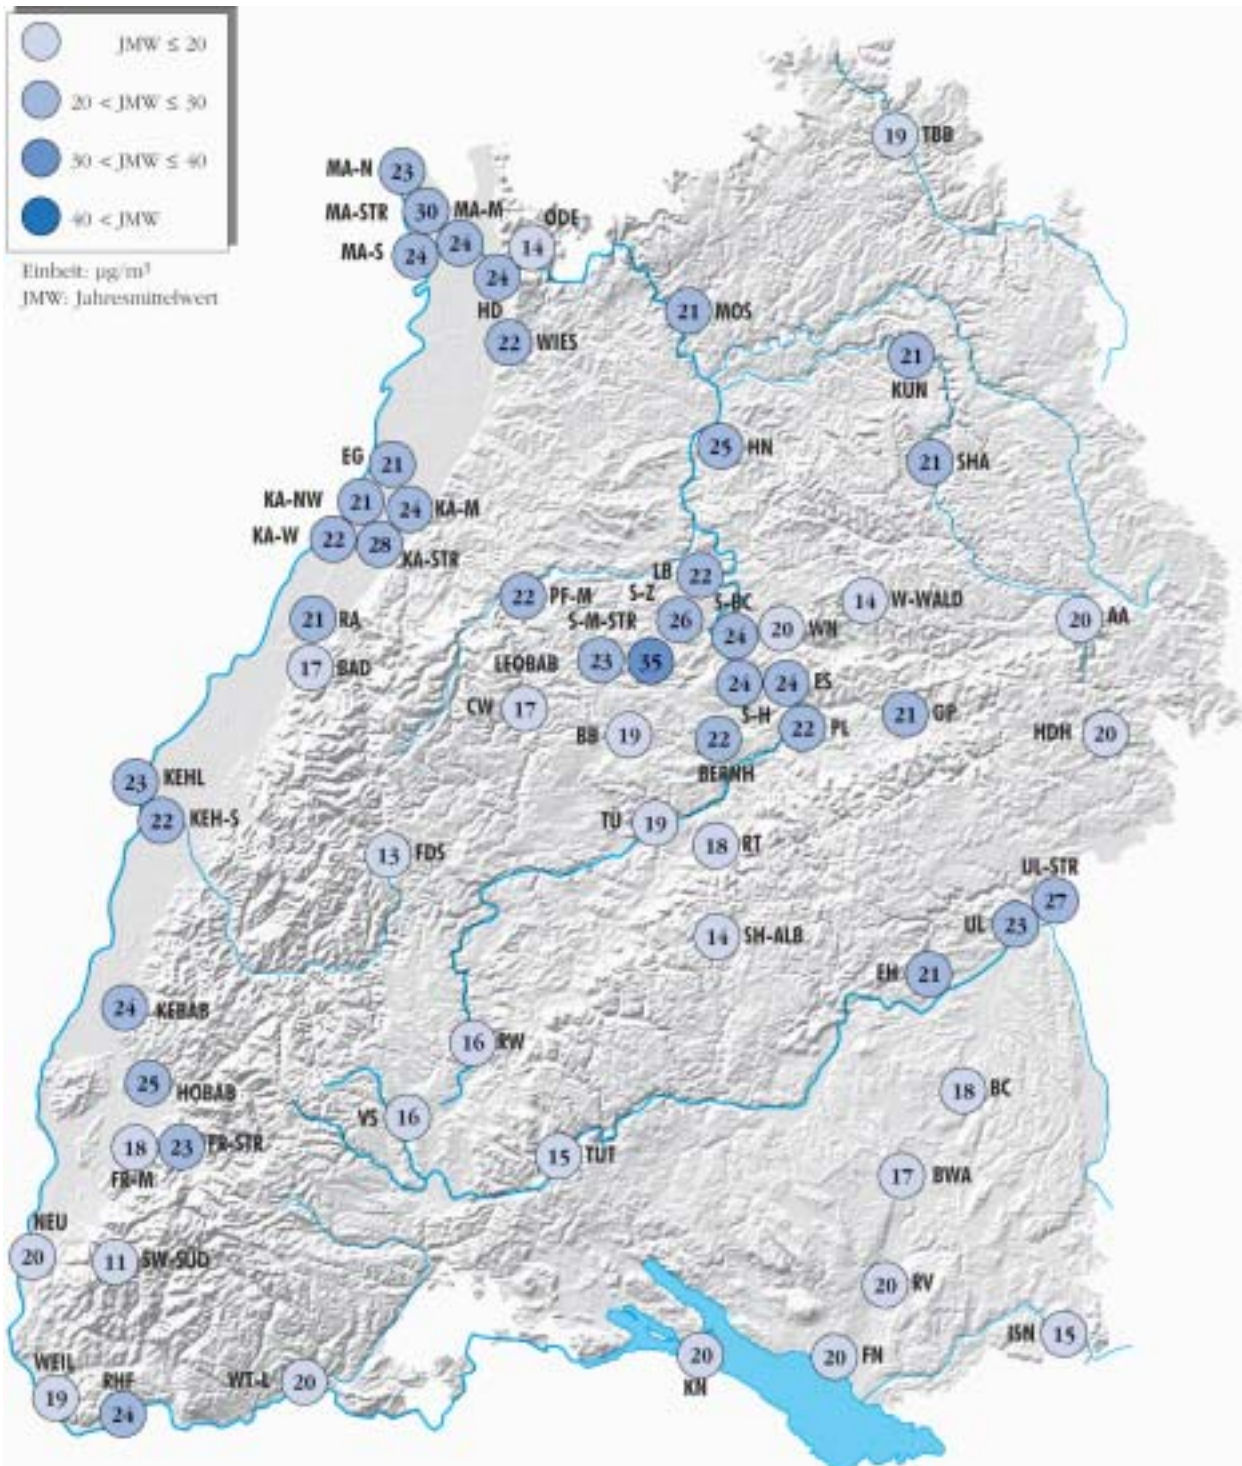 JMW ≤ 20
20 < JMW ≤ 30
30 < JMW ≤ 40
40 < JMW
Einheit: µg/m³
JMW: Jahresmittelwert
19 TBB
MA-N 23
MA-STR 30 MA-M
ODE
MA-S 24 24 14
24
HD
21 MOS
22 WIES
21
KUN
25 HN
EG 21
21 SHA
KA-NW 21 24 KA-M
KA-W 22 28
KA-STR
LB 22
22 PF-M
S-Z
S-BC
14 W-WALD
S-M-STR 26
24 20 WN
20 AA
21 RA
LEOBAB 23 35
17 BAD
24 24 ES
CW 17
S-H
21 GP
BB 19
22 22 PL
BERNH
HDH 20
23 KEHL
22 KEH-S
TÜ 19
18 RT
13 FDS
UL-STR
27
UL 23
14 SH-ALB
EH 21
24 KEBAB
16 RW
25 HOBAB
18 BC
VS 16
18 23 FR-STR
FR-M
15 TUT
17 BWA
NEU
20
11 SW-SÜD
20 RV
ISN 15
20
KN
20 FN
WEIL
19
RHF
24
WT-L 20